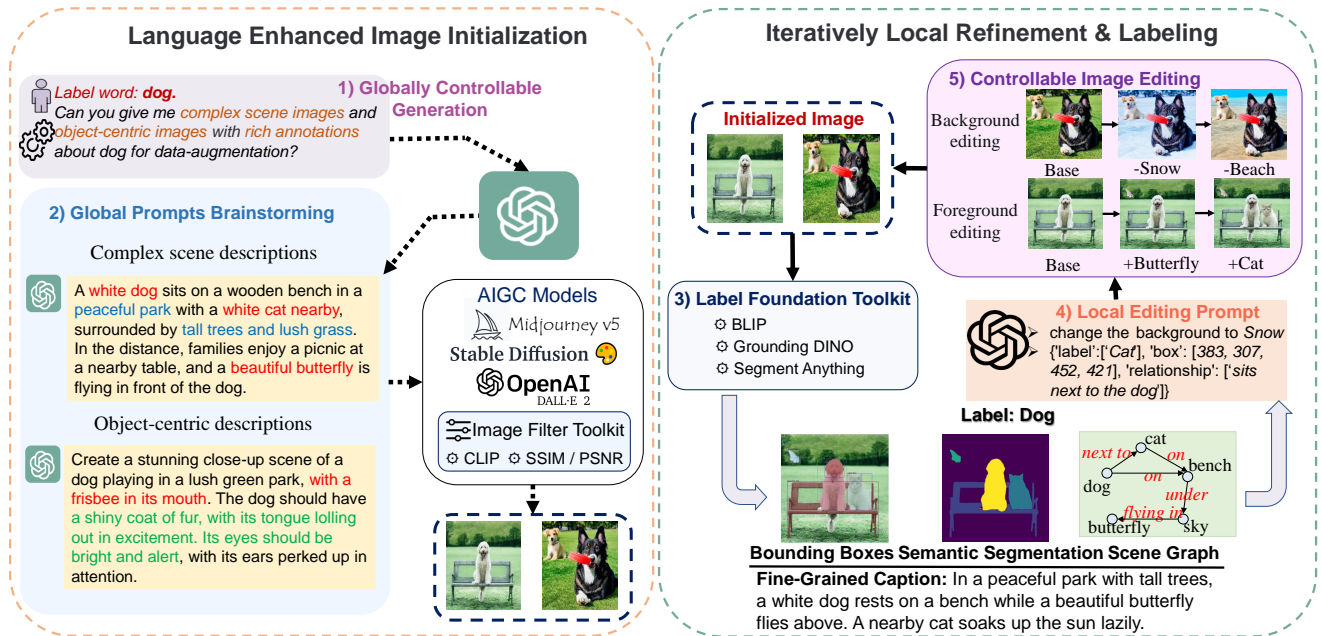 Language Enhanced Image Initialization
Label word: dog.
Can you give me complex scene images and
object-centric images with rich annotations
about dog for data-augmentation?
1) Globally Controllable
Generation
2) Global Prompts Brainstorming
Complex scene descriptions
A white dog sits on a wooden bench in a
peaceful park with a white cat nearby,
surrounded by tall trees and lush grass.
In the distance, families enjoy a picnic at
a nearby table, and a beautiful butterfly is
flying in front of the dog.
Object-centric descriptions
Create a stunning close-up scene of a
dog playing in a lush green park, with a
frisbee in its mouth. The dog should have
a shiny coat of fur, with its tongue lolling
out in excitement. Its eyes should be
bright and alert, with its ears perked up in
attention.
AIGC Models
Midjourney v5
Stable Diffusion
OpenAI
DALL·E 2
Image Filter Toolkit
CLIP
SSIM / PSNR
Iteratively Local Refinement & Labeling
Initialized Image
5) Controllable Image Editing
Background
editing
Base
-Snow
-Beach
Foreground
editing
Base
+Butterfly
+Cat
3) Label Foundation Toolkit
BLIP
Grounding DINO
Segment Anything
4) Local Editing Prompt
change the background to Snow
{'label':['Cat'], 'box': [383, 307,
452, 421], 'relationship': ['sits
next to the dog']}
Label: Dog
cat
next to
on
bench
dog
on
under
flying in
butterfly
sky
Bounding Boxes Semantic Segmentation Scene Graph
Fine-Grained Caption: In a peaceful park with tall trees,
a white dog rests on a bench while a beautiful butterfly
flies above. A nearby cat soaks up the sun lazily.